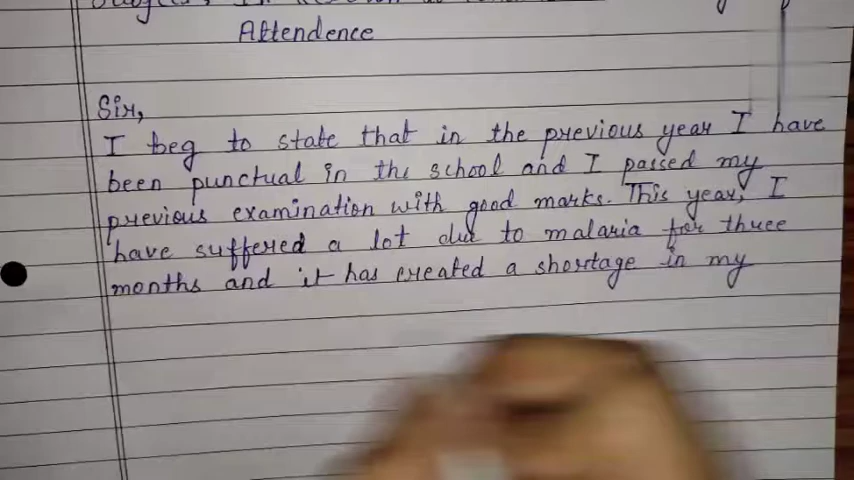 Attendence
Sir,
I beg to state that in the previous year I have
been punctual in the school and I passed my
previous examination with good marks. This year, I
have suffered a lot due to malaria for three
months and it has created a shortage in my